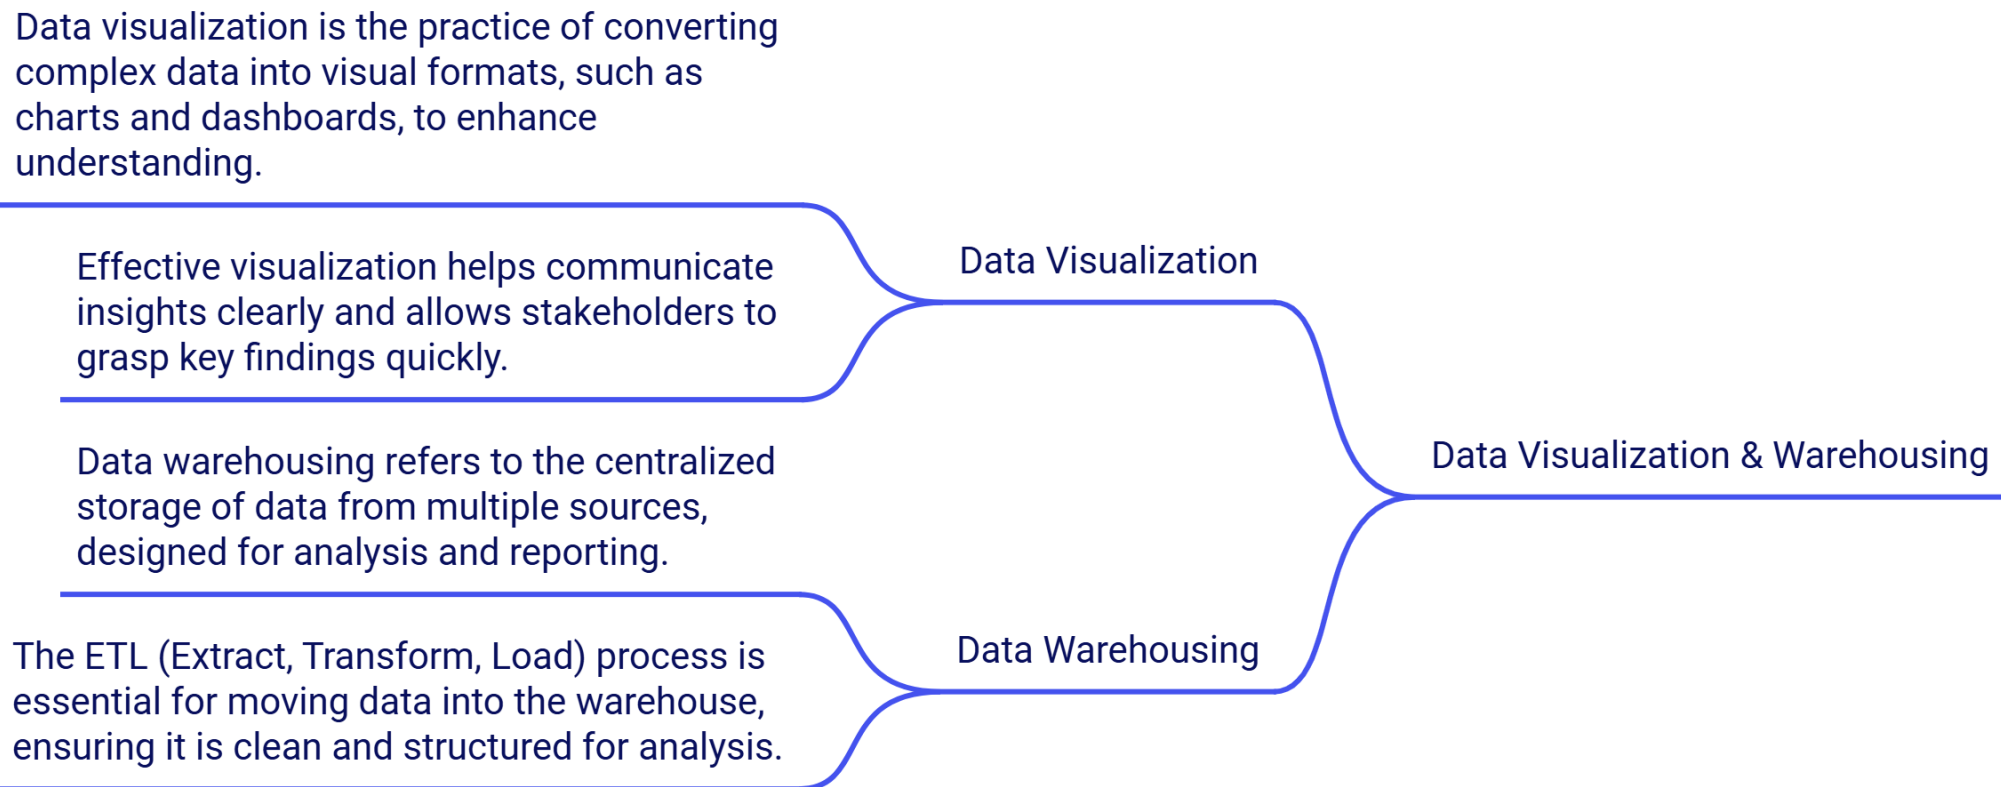 Data visualization is the practice of converting
complex data into visual formats, such as
charts and dashboards, to enhance
understanding.
Effective visualization helps communicate
insights clearly and allows stakeholders to
grasp key findings quickly.
Data Visualization
Data warehousing refers to the centralized
storage of data from multiple sources,
designed for analysis and reporting.
The ETL (Extract, Transform, Load) process is
essential for moving data into the warehouse,
ensuring it is clean and structured for analysis.
Data Warehousing
Data Visualization & Warehousing